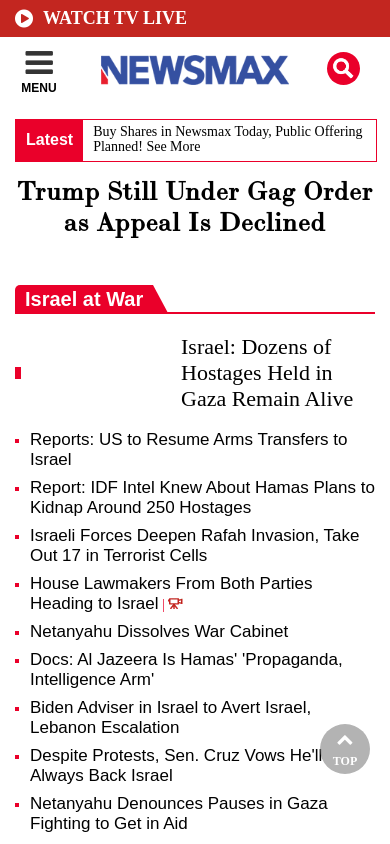 WATCH TV LIVE
MENU
NEWSMAX
Latest
Buy Shares in Newsmax Today, Public Offering
Planned! See More
Trump Still Under Gag Order
as Appeal Is Declined
Israel at War
Israel: Dozens of
Hostages Held in
Gaza Remain Alive
Reports: US to Resume Arms Transfers to
Israel
Report: IDF Intel Knew About Hamas Plans to
Kidnap Around 250 Hostages
Israeli Forces Deepen Rafah Invasion, Take
Out 17 in Terrorist Cells
House Lawmakers From Both Parties
Heading to Israel |
Netanyahu Dissolves War Cabinet
Docs: Al Jazeera Is Hamas' 'Propaganda,
Intelligence Arm'
Biden Adviser in Israel to Avert Israel,
Lebanon Escalation
Despite Protests, Sen. Cruz Vows He'll
Always Back Israel
TOP
Netanyahu Denounces Pauses in Gaza
Fighting to Get in Aid